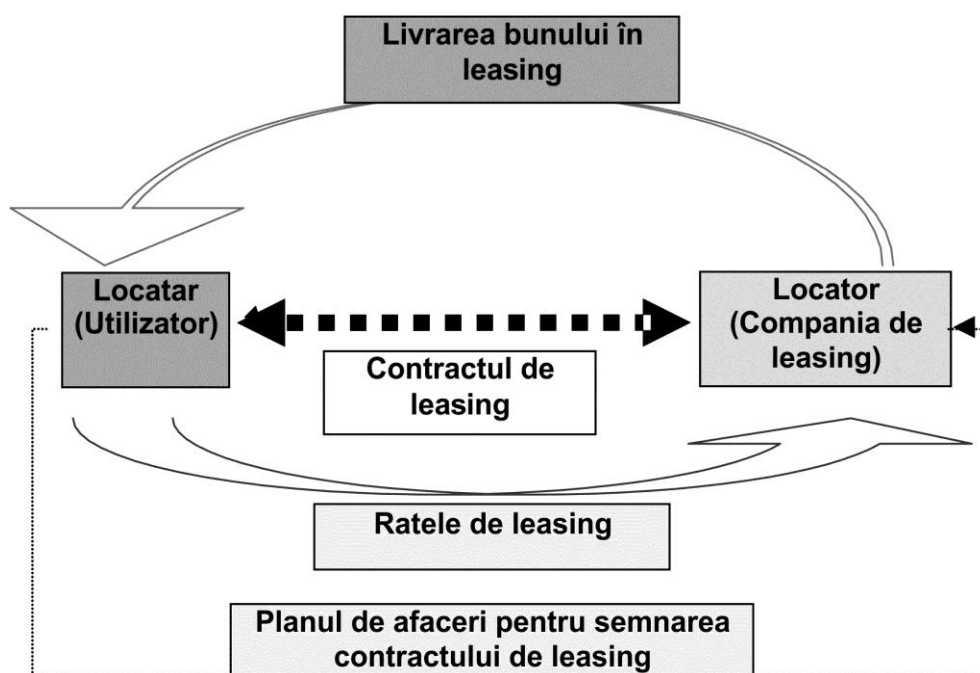 Livrarea bunului în
leasing
Locatar
(Utilizator)
Locator
(Compania de
leasing)
Contractul de
leasing
Ratele de leasing
Planul de afaceri pentru semnarea
contractului de leasing